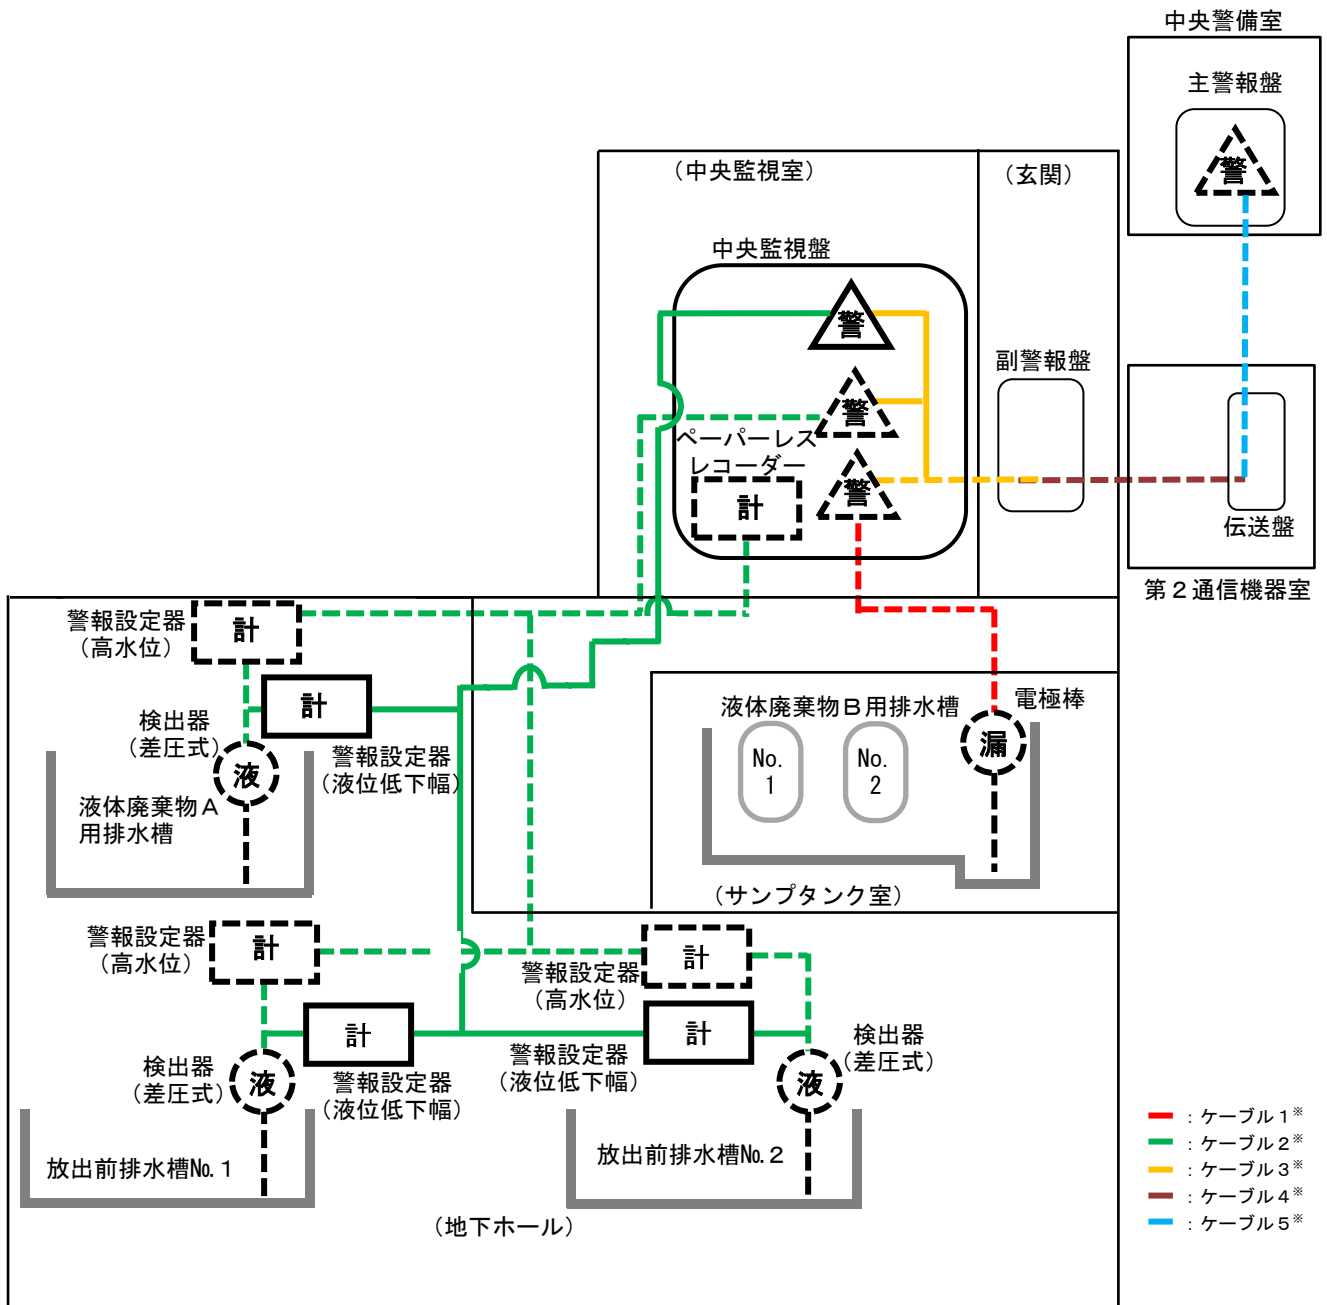 中央警備室
主警報盤
警
（中央監視室）
（玄関）
中央監視盤
警
副警報盤
警
ペーパーレス
レコーダー
計
警
伝送盤
第２通信機器室
警報設定器
（高水位）
計
計
検出器
（差圧式）
液
警報設定器
（液位低下幅）
液体廃棄物Ａ
用排水槽
液体廃棄物Ｂ用排水槽
電極棒
No.
1
No.
2
漏
（サンプタンク室）
警報設定器
（高水位）
計
計
警報設定器
（高水位）
計
計
検出器
（差圧式）
液
警報設定器
（液位低下幅）
警報設定器
（液位低下幅）
検出器
（差圧式）
液
放出前排水槽№.１
放出前排水槽№.２
（地下ホール）
：ケーブル１※
：ケーブル２※
：ケーブル３※
：ケーブル４※
：ケーブル５※